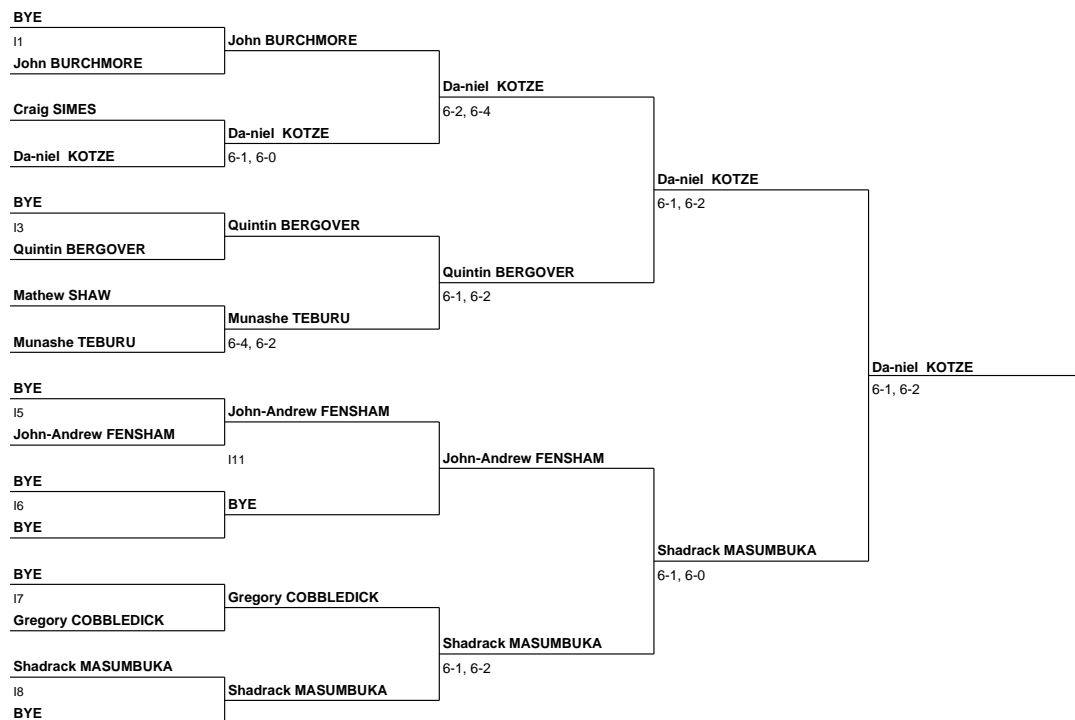 BYE
I1
John BURCHMORE
Craig SIMES
Da-niel  KOTZE
BYE
I3
Quintin BERGOVER
Mathew SHAW
Munashe TEBURU
BYE
I5
John-Andrew FENSHAM
BYE
I6
BYE
BYE
I7
Gregory COBBLEDICK
Shadrack MASUMBUKA
I8
BYE
John BURCHMORE
Da-niel  KOTZE
6-1, 6-0
Quintin BERGOVER
Munashe TEBURU
6-4, 6-2
John-Andrew FENSHAM
I11
BYE
Gregory COBBLEDICK
Shadrack MASUMBUKA
Da-niel  KOTZE
6-2, 6-4
Quintin BERGOVER
6-1, 6-2
John-Andrew FENSHAM
Shadrack MASUMBUKA
6-1, 6-2
Da-niel  KOTZE
6-1, 6-2
Shadrack MASUMBUKA
6-1, 6-0
Da-niel  KOTZE
6-1, 6-2